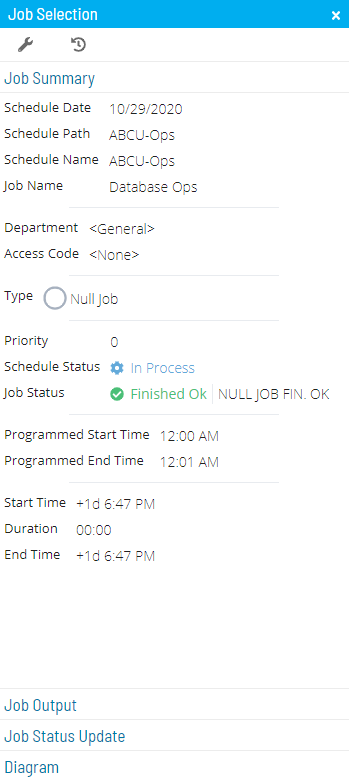 Job Selection ×
Job Summary
Schedule Date 10/29/2020
Schedule Path ABCU-Ops
Schedule Name ABCU-Ops
Job Name Database Ops
Department <General>
Access Code <None>
Type Null Job
Priority 0
Schedule Status In Process
Job Status Finished Ok NULL JOB FIN. OK
Programmed Start Time 12:00 AM
Programmed End Time 12:01 AM
Start Time +1d 6:47 PM
Duration 00:00
End Time +1d 6:47 PM
Job Output
Job Status Update
Diagram